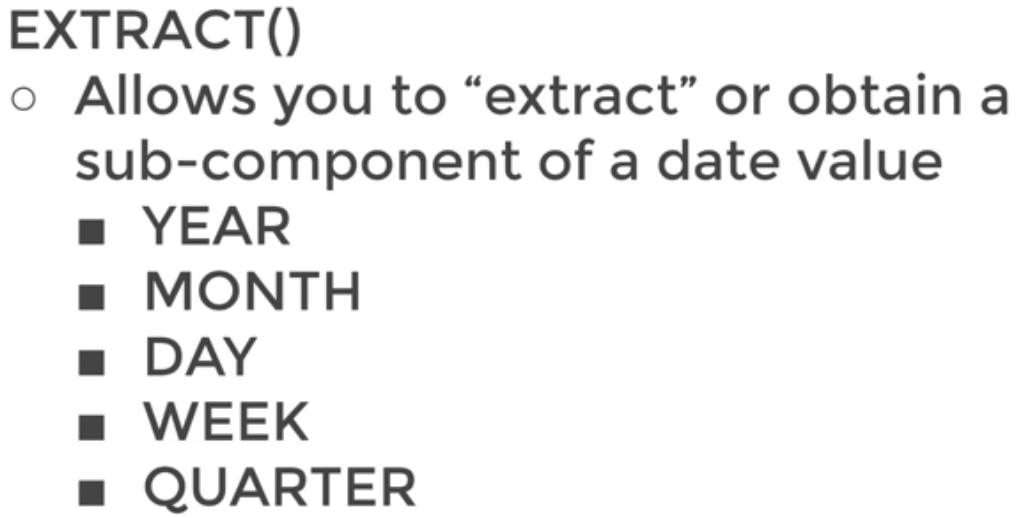 EXTRACT()
○ Allows you to “extract” or obtain a
sub-component of a date value
■ YEAR
■ MONTH
■ DAY
■ WEEK
■ QUARTER